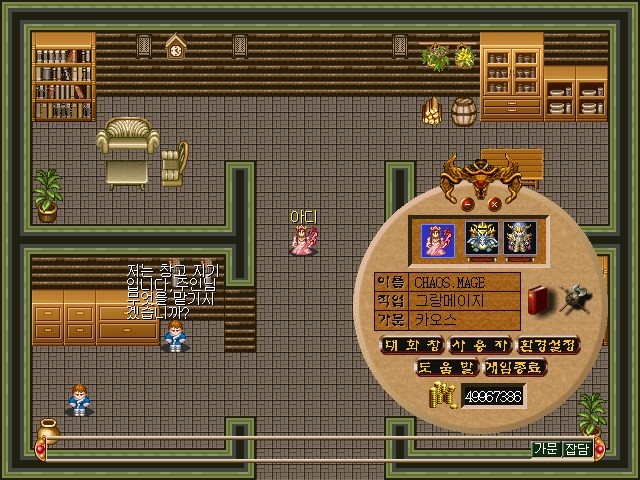 아디
저는 창고 지기
입니다.주인님
무엇을 맡기시
겠습니까?
이름 CHAOS.MAGE
직업 그랑메이지
가문 카오스
대화창 사용자 환경설정
도움말 게임종료
49967386
가문 잡담